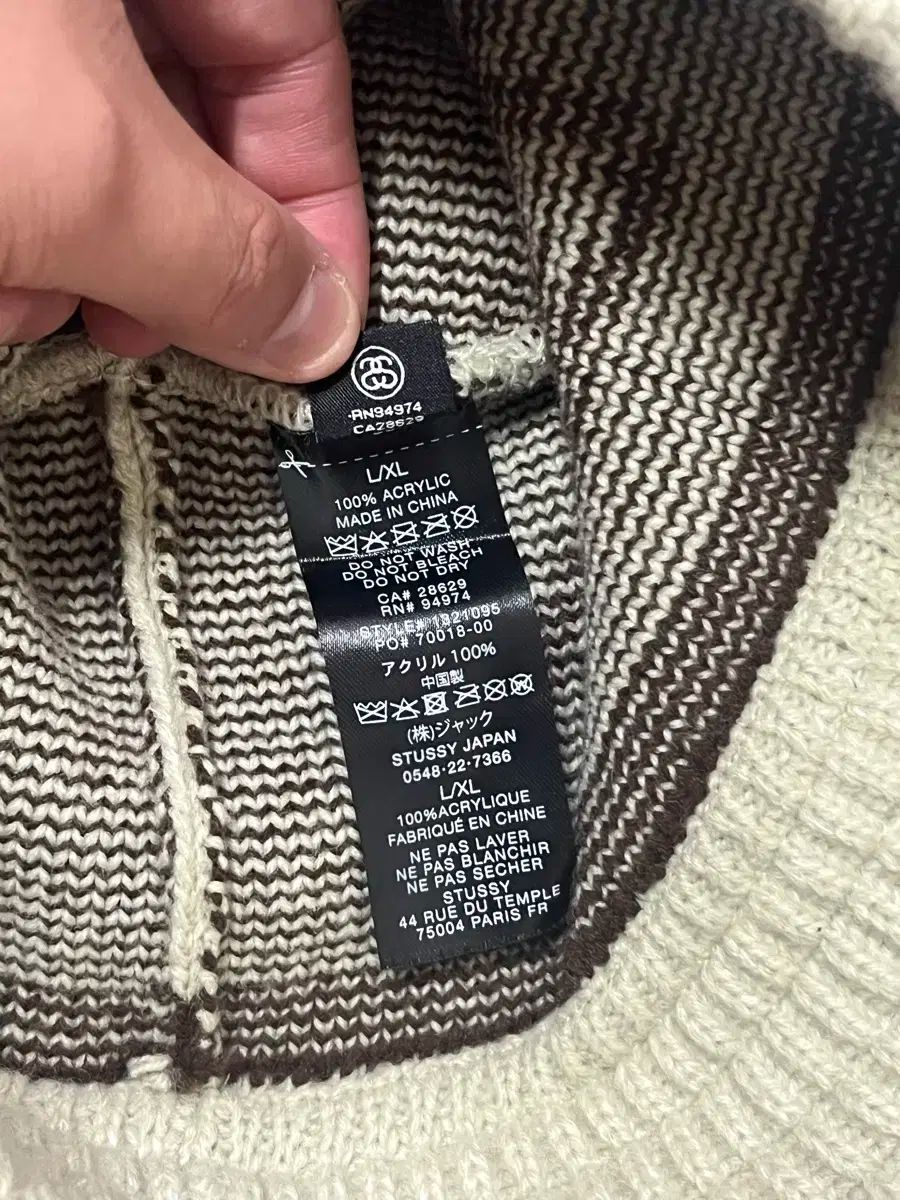 RN94974
CA28629
L/XL
100% ACRYLIC
MADE IN CHINA
DO NOT WASH
DO NOT BLEACH
DO NOT DRY
CA# 28629
RN# 94974
STYLE# 1321095
PO# 70018-00
アクリル 100%
中国製
(株)ジャック
STUSSY JAPAN
0548-22-7366
L/XL
100%ACRYLIQUE
FABRIQUÉ EN CHINE
NE PAS LAVER
NE PAS BLANCHIR
NE PAS SECHER
STUSSY
44 RUE DU TEMPLE
75004 PARIS FR